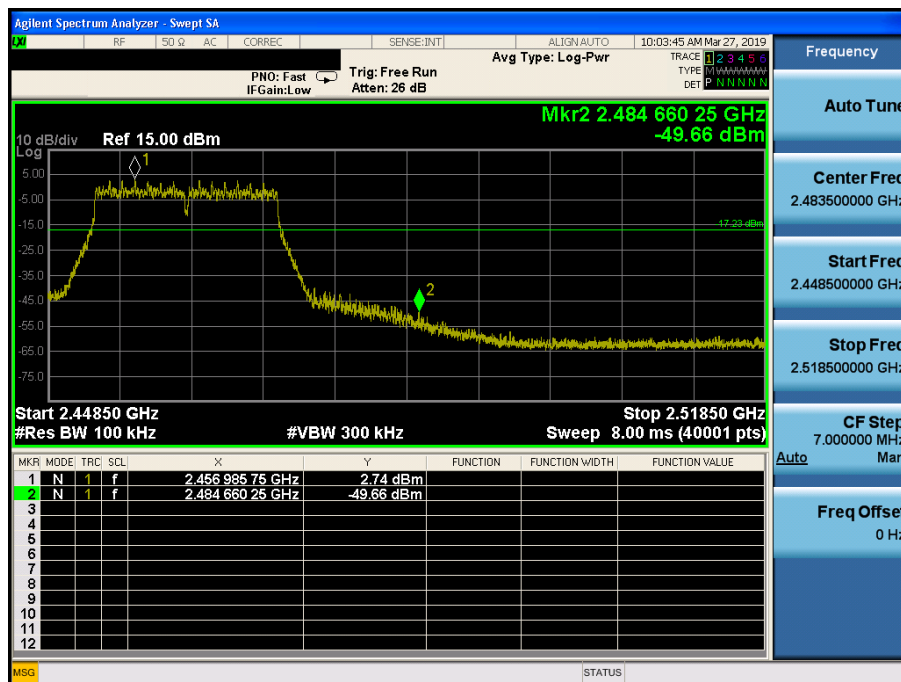 Agilent Spectrum Analyzer - Swept SA
LXI RF 50 Ω AC CORREC SENSE:INT ALIGN AUTO 10:03:45 AM Mar 27, 2019
Frequency
Avg Type: Log-Pwr
TRACE 1 2 3 4 5 6
PNO: Fast Trig: Free Run
TYPE M W W W W W
IFGain:Low Atten: 26 dB
DET P N N N N N
Auto Tune
Mkr2 2.484 660 25 GHz
-49.66 dBm
10 dB/div Ref 15.00 dBm
Log
1
5.00
-5.00
-15.0
-17.23 dBm
-25.0
-35.0
2
-45.0
-55.0
-65.0
-75.0
Center Freq
2.483500000 GHz
Start Freq
2.448500000 GHz
Stop Freq
2.518500000 GHz
Start 2.44850 GHz Stop 2.51850 GHz
#Res BW 100 kHz #VBW 300 kHz Sweep 8.00 ms (40001 pts)
CF Step
7.000000 MHz
Auto Man
MKR MODE TRC SCL X Y FUNCTION FUNCTION WIDTH FUNCTION VALUE
1 N 1 f 2.456 985 75 GHz 2.74 dBm
2 N 1 f 2.484 660 25 GHz -49.66 dBm
3
4
5
6
7
8
9
10
11
12
Freq Offset
0 Hz
MSG STATUS